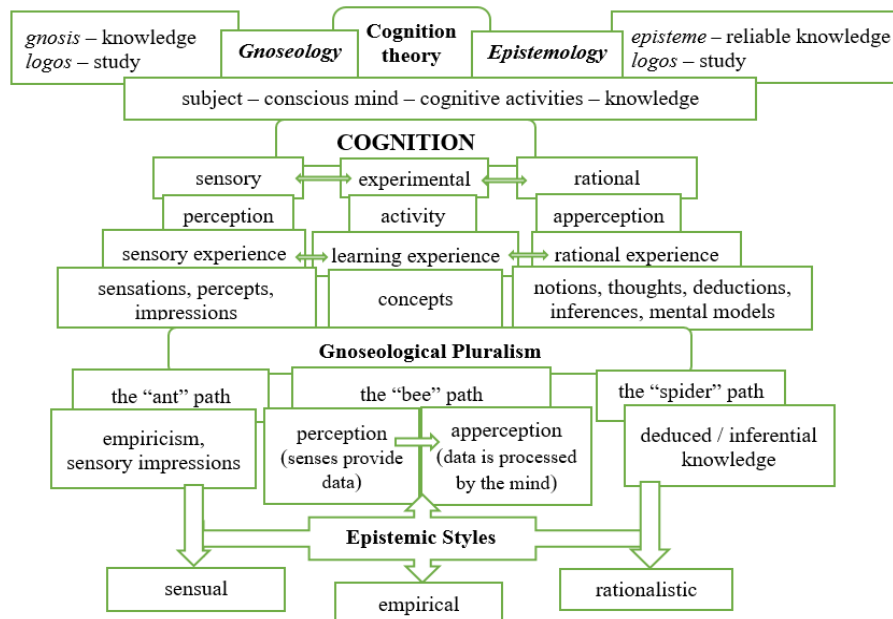 gnosis – knowledge
logos – study
Gnoseology
Cognition
theory
Epistemology
episteme – reliable knowledge
logos – study
subject – conscious mind – cognitive activities – knowledge
COGNITION
sensory
experimental
rational
perception
activity
apperception
sensory experience
learning experience
rational experience
sensations, percepts,
impressions
concepts
notions, thoughts, deductions,
inferences, mental models
Gnoseological Pluralism
the “ant” path
the “bee” path
the “spider” path
empiricism,
sensory impressions
perception
(senses provide
data)
apperception
(data is processed
by the mind)
deduced / inferential
knowledge
Epistemic Styles
sensual
empirical
rationalistic